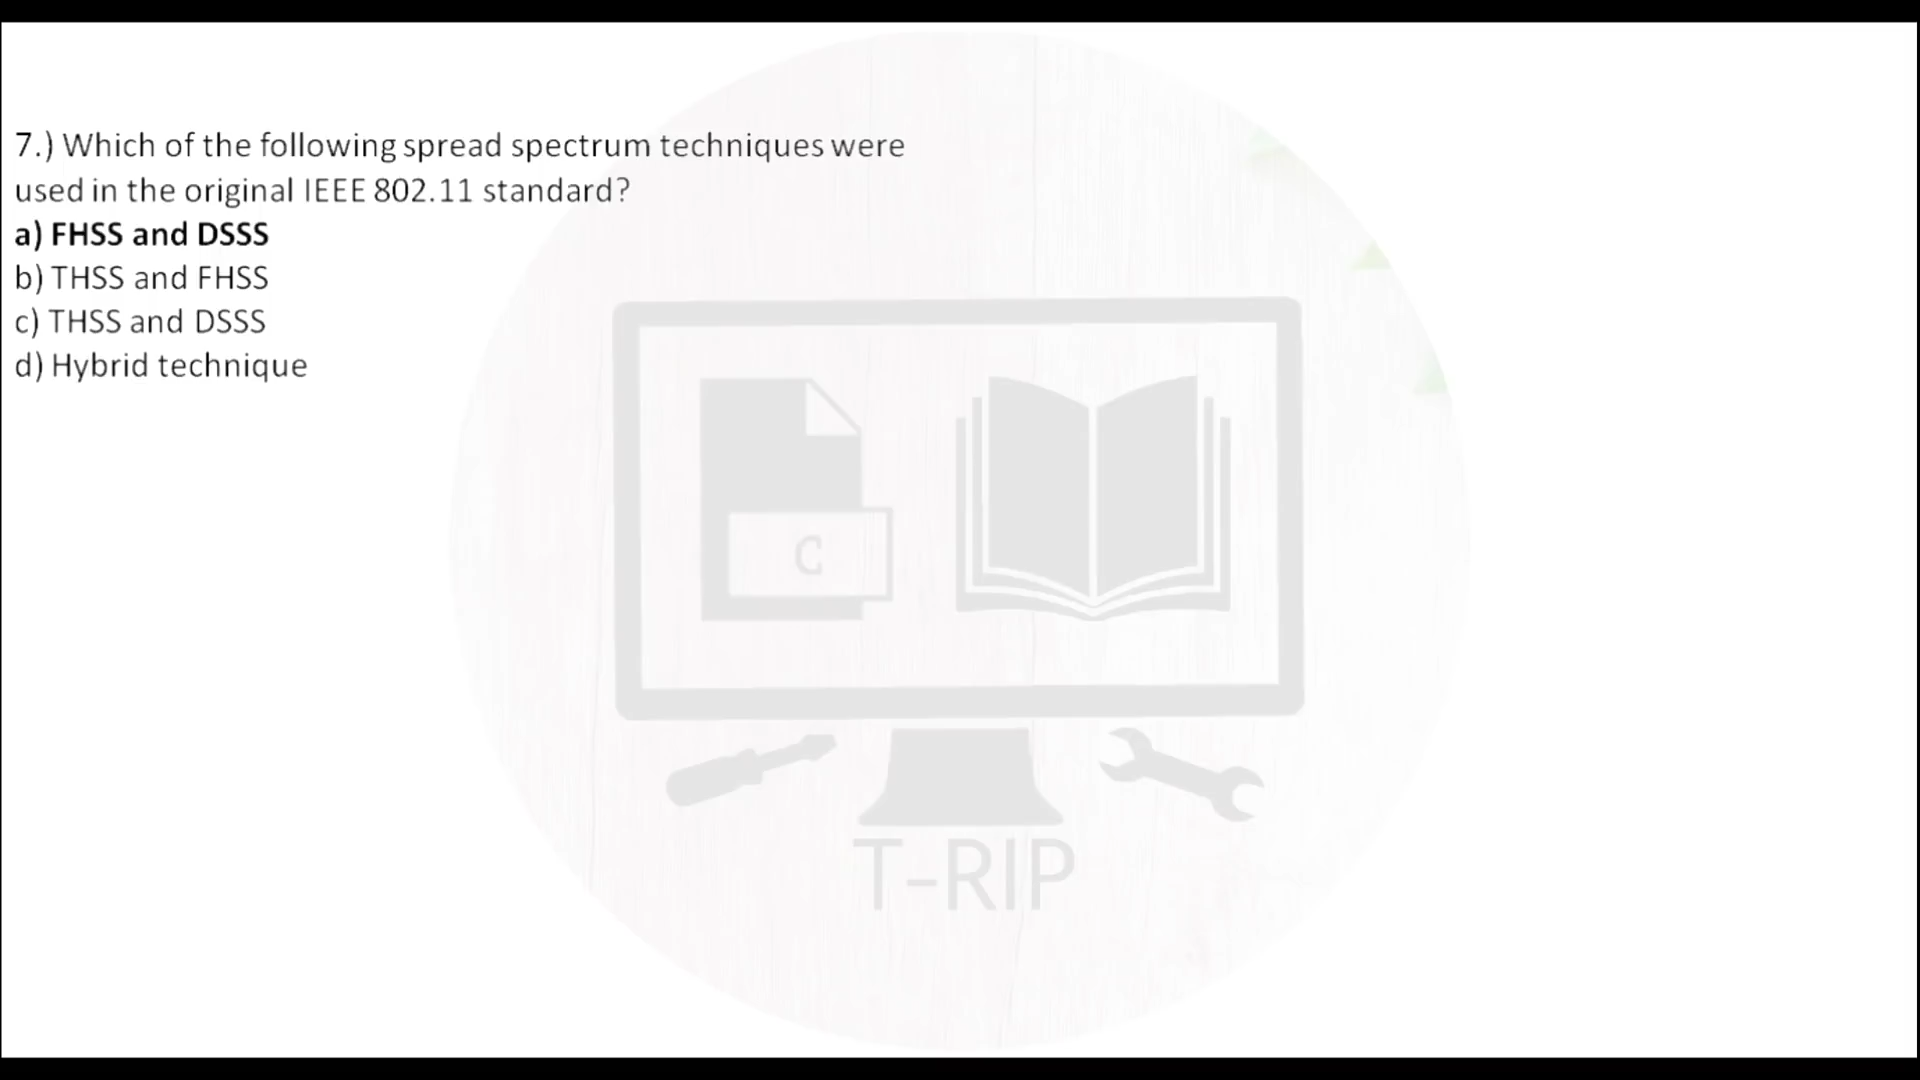 7.) Which of the following spread spectrum techniques were
used in the original IEEE 802.11 standard?
a) FHSS and DSSS
b) THSS and FHSS
c) THSS and DSSS
d) Hybrid technique
C
T-RIP